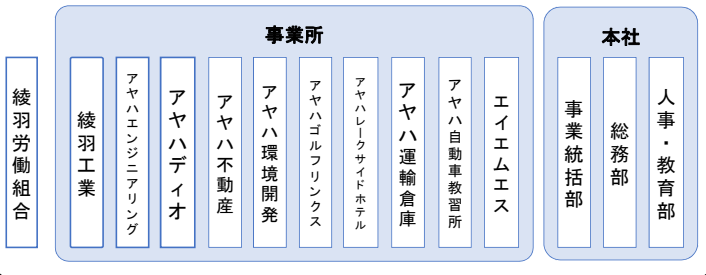 事業所
本社
綾羽労働組合
綾羽工業
アヤハエンジニアリング
アヤハディオ
アヤハ不動産
アヤハ環境開発
アヤハゴルフリンクス
アヤハレークサイドホテル
アヤハ運輸倉庫
アヤハ自動車教習所
エイエムエス
事業統括部
総務部
人事・教育部